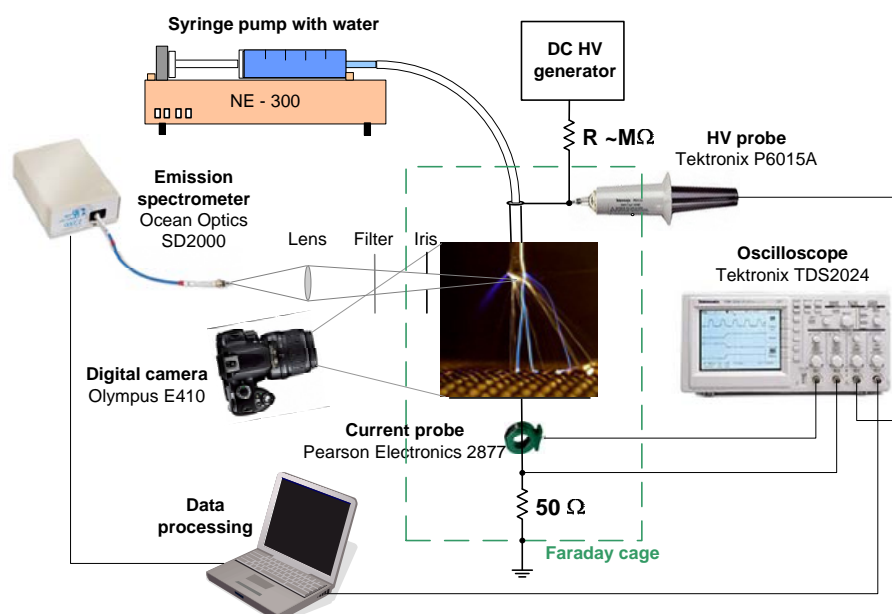 Syringe pump with water
NE - 300
DC HV
generator
R ~MΩ
HV probe
Tektronix P6015A
Emission
spectrometer
Ocean Optics
SD2000
Lens
Filter
Iris
Oscilloscope
Tektronix TDS2024
Digital camera
Olympus E410
Current probe
Pearson Electronics 2877
50 Ω
Data
processing
Faraday cage